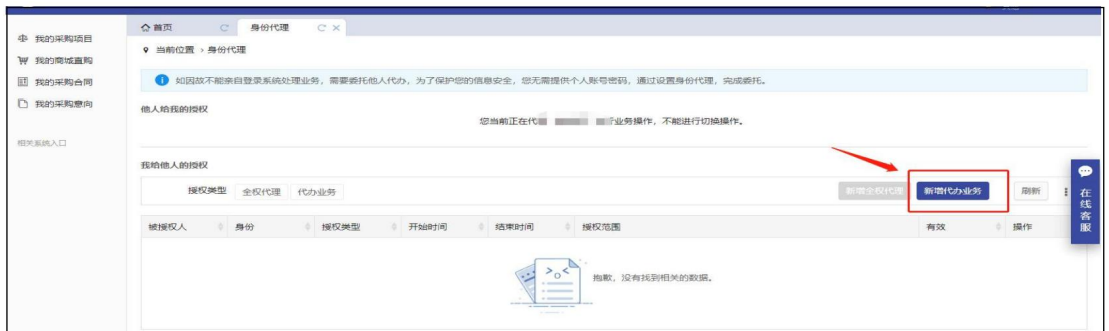 首页 身份代理
我的采购项目
我的商城直购
我的采购合同
我的采购意向
相关系统入口
当前位置 > 身份代理
如因故不能亲自登录系统处理业务，需要委托他人代办，为了保护您的信息安全，您无需提供个人账号密码，通过设置身份代理，完成委托。
他人给我的授权
您当前正在代 业务操作，不能进行切换操作。
我给他人的授权
授权类型 全权代理 代办业务 新增全权代理 新增代办业务 刷新
被授权人 身份 授权类型 开始时间 结束时间 授权范围 有效 操作
抱歉，没有找到相关的数据。
在线客服